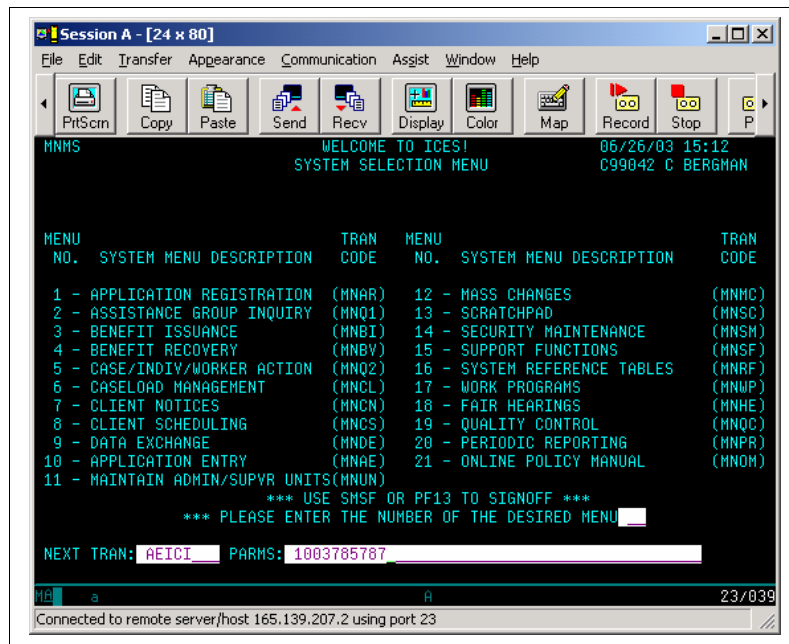 Session A - [24 x 80]
File Edit Transfer Appearance Communication Assist Window Help
PrtScrn Copy Paste Send Recv Display Color Map Record Stop P
MNMS WELCOME TO ICES! 06/26/03 15:12
SYSTEM SELECTION MENU C99042 C BERGMAN
MENU TRAN MENU TRAN
NO. SYSTEM MENU DESCRIPTION CODE NO. SYSTEM MENU DESCRIPTION CODE
1 - APPLICATION REGISTRATION (MNAR) 12 - MASS CHANGES (MNMC)
2 - ASSISTANCE GROUP INQUIRY (MNQ1) 13 - SCRATCHPAD (MNSC)
3 - BENEFIT ISSUANCE (MNBI) 14 - SECURITY MAINTENANCE (MNSM)
4 - BENEFIT RECOVERY (MNBV) 15 - SUPPORT FUNCTIONS (MNSF)
5 - CASE/INDIV/WORKER ACTION (MNQ2) 16 - SYSTEM REFERENCE TABLES (MNRF)
6 - CASELOAD MANAGEMENT (MNCL) 17 - WORK PROGRAMS (MNWP)
7 - CLIENT NOTICES (MNCN) 18 - FAIR HEARINGS (MNHE)
8 - CLIENT SCHEDULING (MNCS) 19 - QUALITY CONTROL (MNQC)
9 - DATA EXCHANGE (MNDE) 20 - PERIODIC REPORTING (MNPR)
10 - APPLICATION ENTRY (MNAE) 21 - ONLINE POLICY MANUAL (MNOM)
11 - MAINTAIN ADMIN/SUPVR UNITS(MNUN)
*** USE SMSF OR PF13 TO SIGNOFF ***
*** PLEASE ENTER THE NUMBER OF THE DESIRED MENU __
NEXT TRAN: AEICI___ PARMS: 1003785787_
MA a A 23/039
Connected to remote server/host 165.139.207.2 using port 23